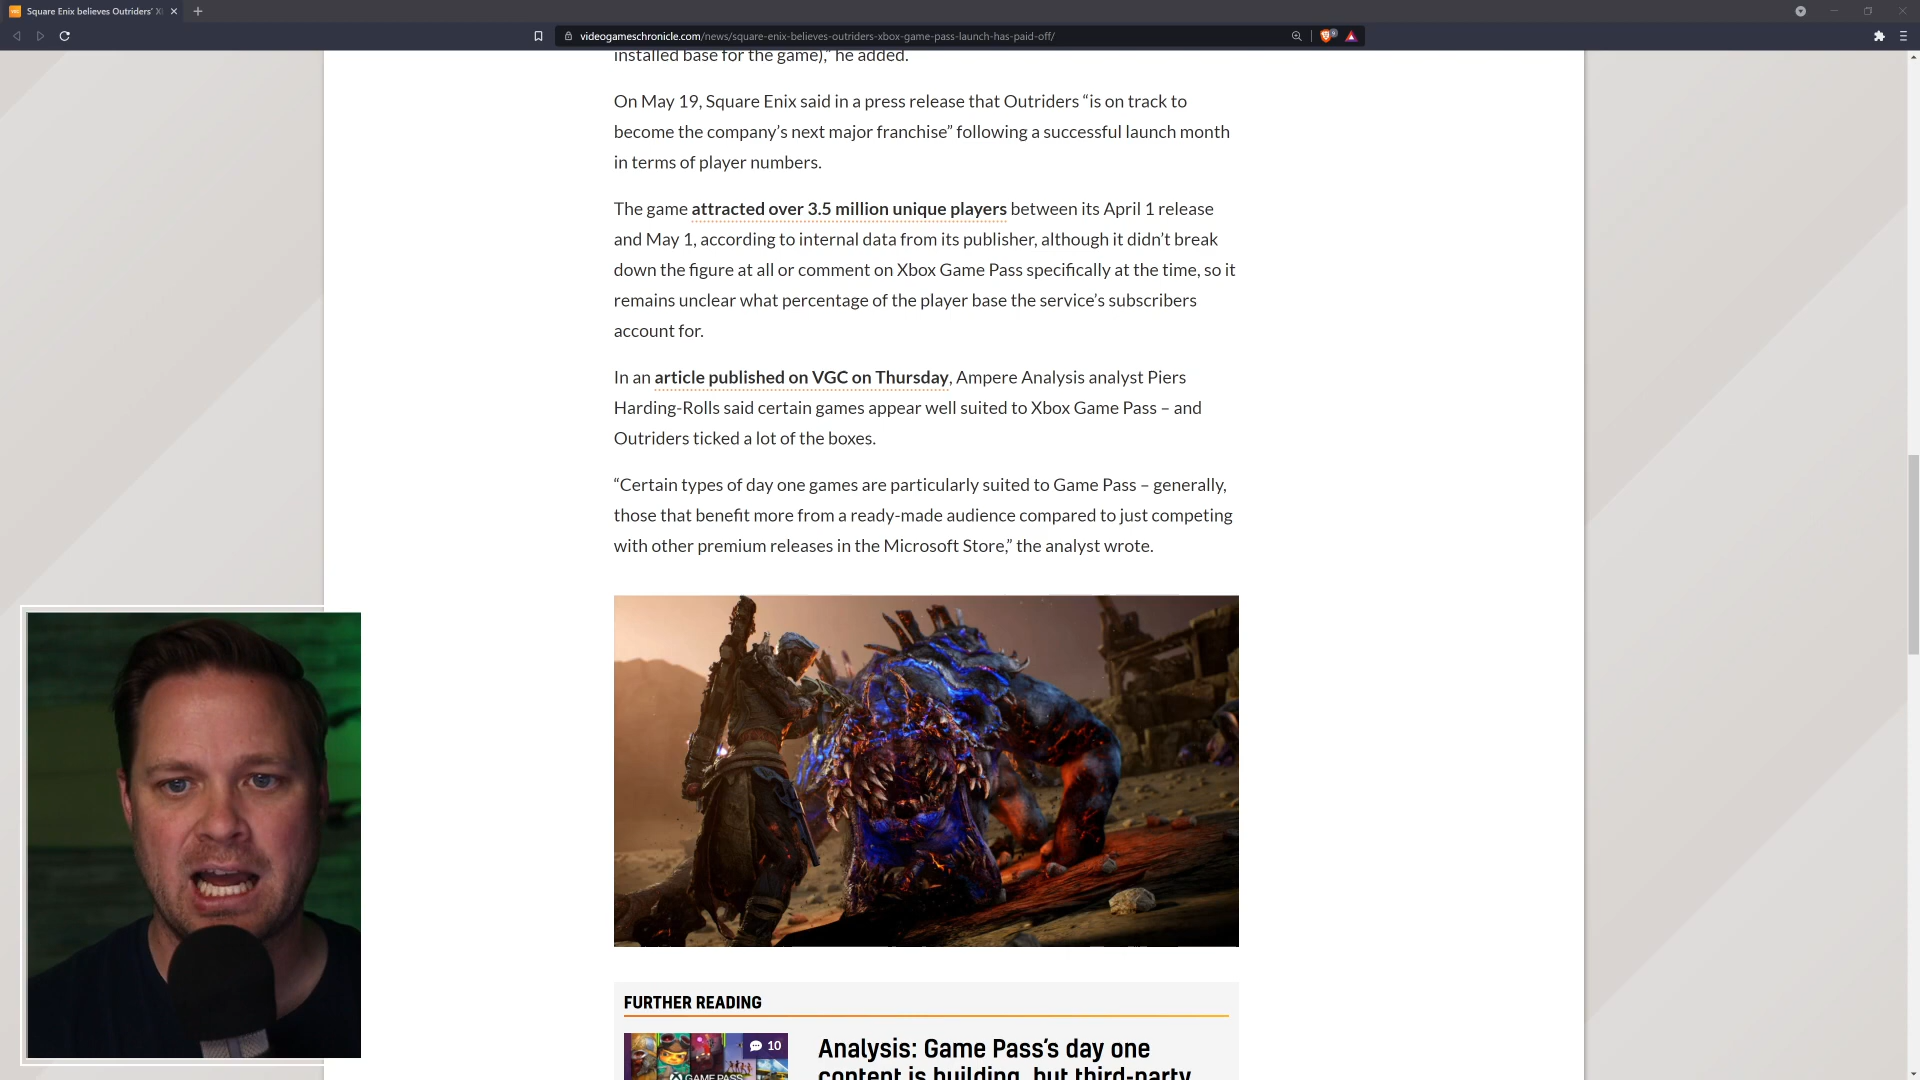 Square Enix believes Outriders' X
videogameschronicle.com/news/square-enix-believes-outriders-xbox-game-pass-launch-has-paid-off/
installed base for the game),” he added.
On May 19, Square Enix said in a press release that Outriders “is on track to
become the company’s next major franchise” following a successful launch month
in terms of player numbers.
The game attracted over 3.5 million unique players between its April 1 release
and May 1, according to internal data from its publisher, although it didn’t break
down the figure at all or comment on Xbox Game Pass specifically at the time, so it
remains unclear what percentage of the player base the service’s subscribers
account for.
In an article published on VGC on Thursday, Ampere Analysis analyst Piers
Harding-Rolls said certain games appear well suited to Xbox Game Pass – and
Outriders ticked a lot of the boxes.
“Certain types of day one games are particularly suited to Game Pass – generally,
those that benefit more from a ready-made audience compared to just competing
with other premium releases in the Microsoft Store,” the analyst wrote.
FURTHER READING
10
GAME PASS
Analysis: Game Pass’s day one
content is building, but third-party